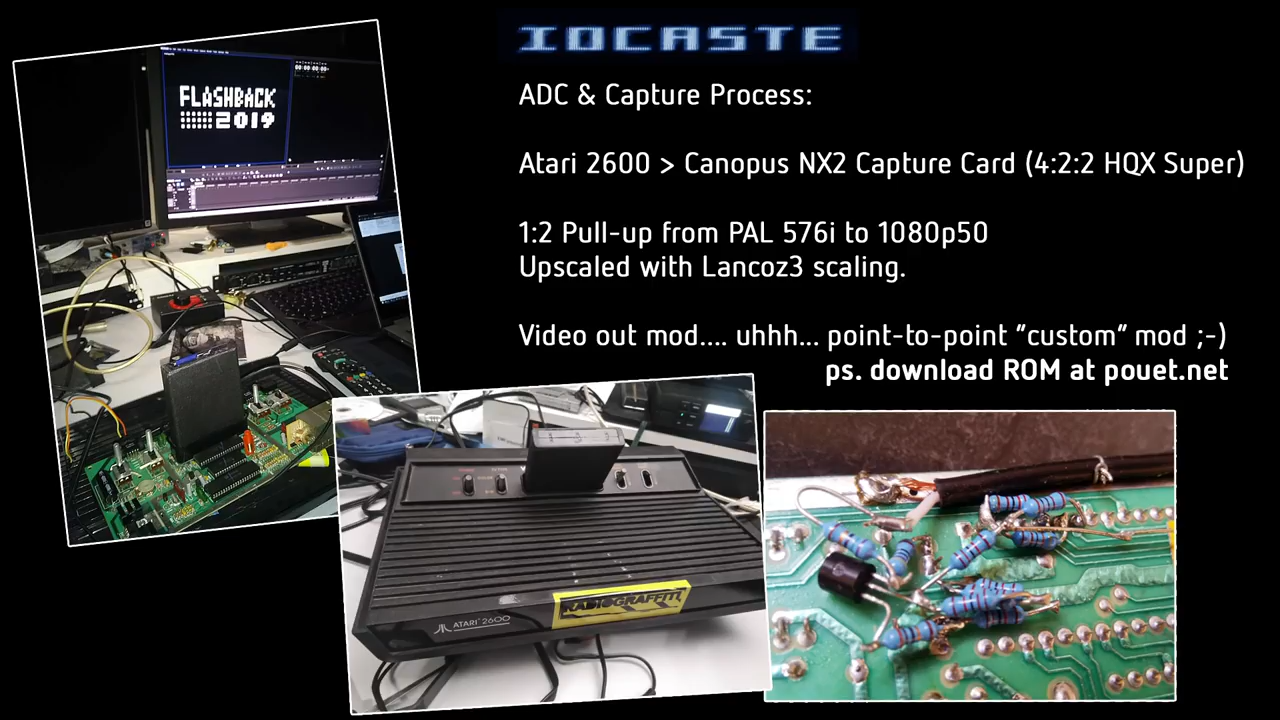 IOCASTE
ADC & Capture Process:
Atari 2600 > Canopus NX2 Capture Card (4:2:2 HQX Super)
1:2 Pull-up from PAL 576i to 1080p50
Upscaled with Lancoz3 scaling.
Video out mod.... uhhh... point-to-point "custom" mod ;-)
ps. download ROM at pouet.net
FLASHBACK
2019
RADIOGRAFFITI
ATARI 2600